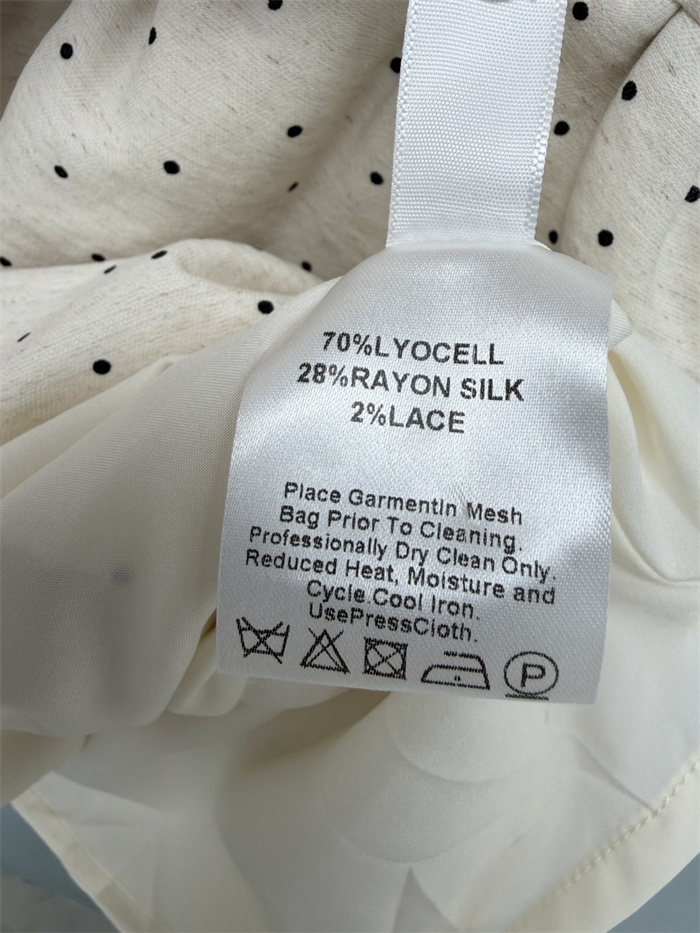 70%LYOCELL
28%RAYON SILK
2%LACE
Place GarmentIn Mesh
Bag Prior To Cleaning.
Professionally Dry Clean Only.
Reduced Heat, Moisture and
Cycle.Cool Iron.
UsePressCloth.
P